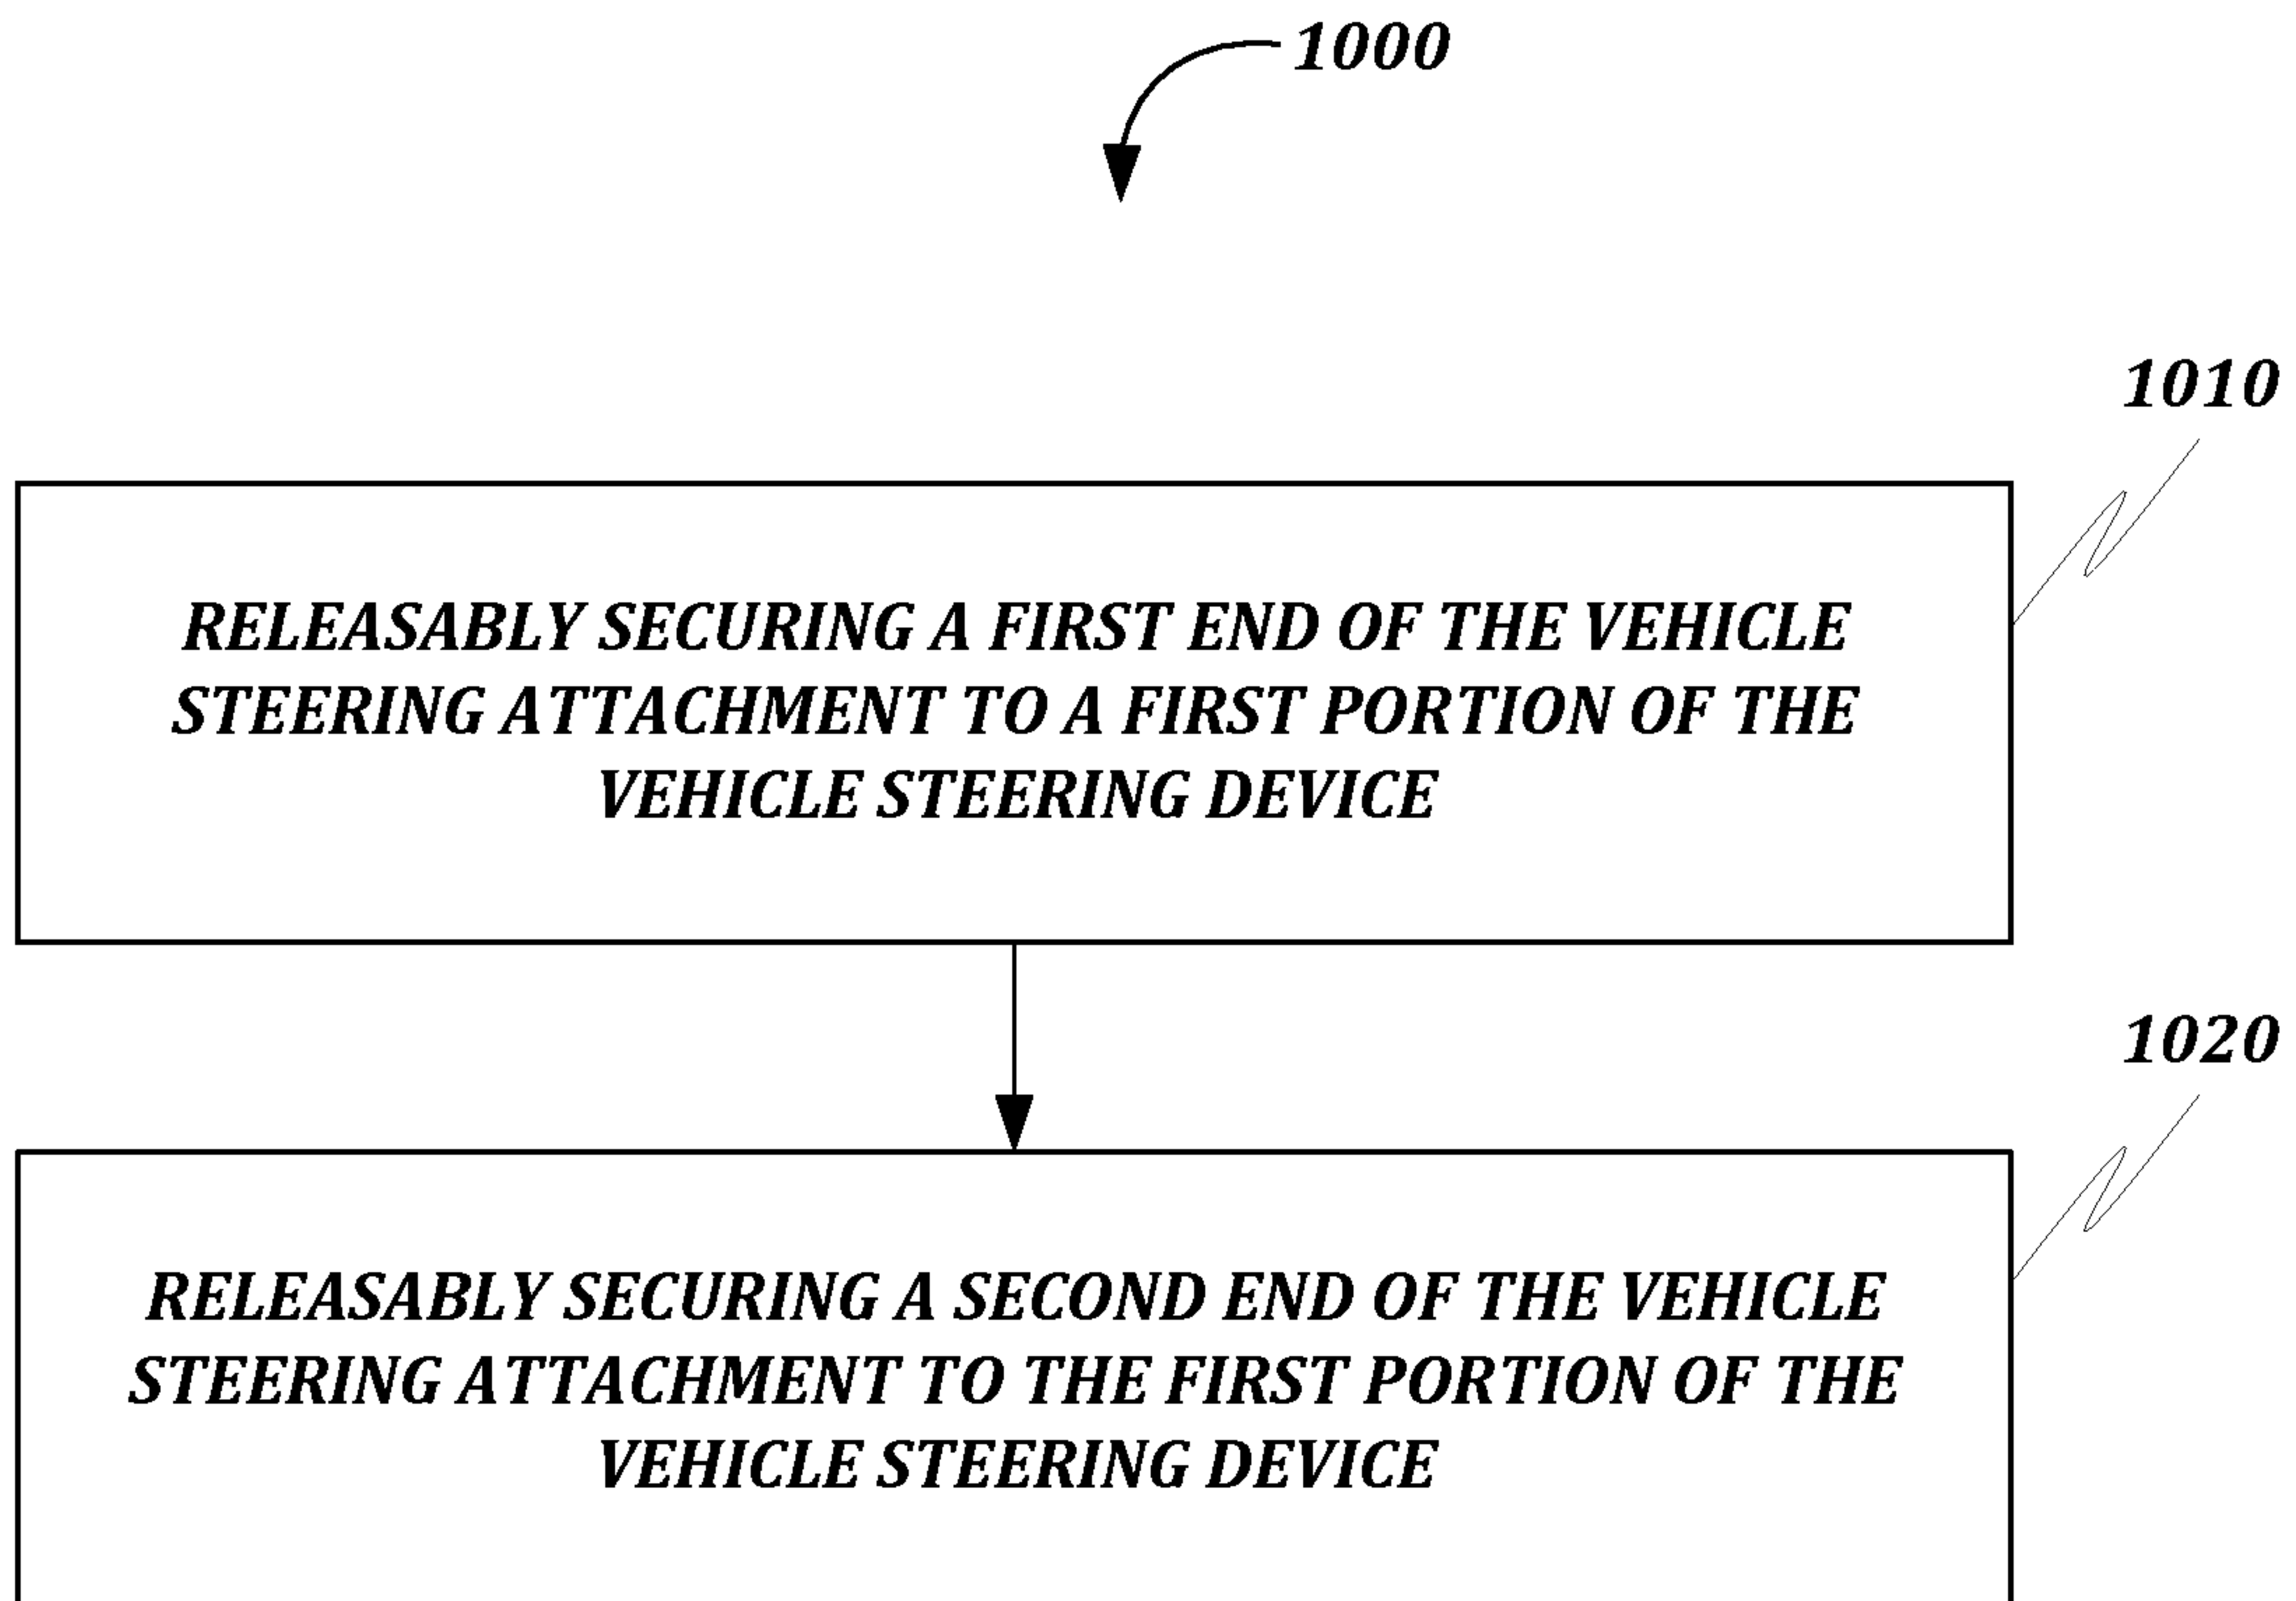 1000
1010
RELEASABLY SECURING A FIRST END OF THE VEHICLE
STEERING ATTACHMENT TO A FIRST PORTION OF THE
VEHICLE STEERING DEVICE
1020
RELEASABLY SECURING A SECOND END OF THE VEHICLE
STEERING ATTACHMENT TO THE FIRST PORTION OF THE
VEHICLE STEERING DEVICE